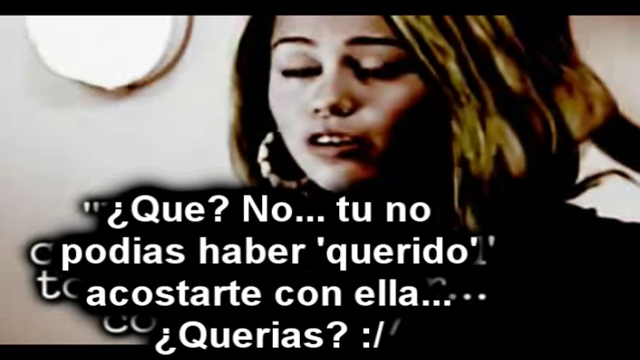 "¿Que? No... tu no
podias haber 'querido'
acostarte con ella...
¿Querias? :/